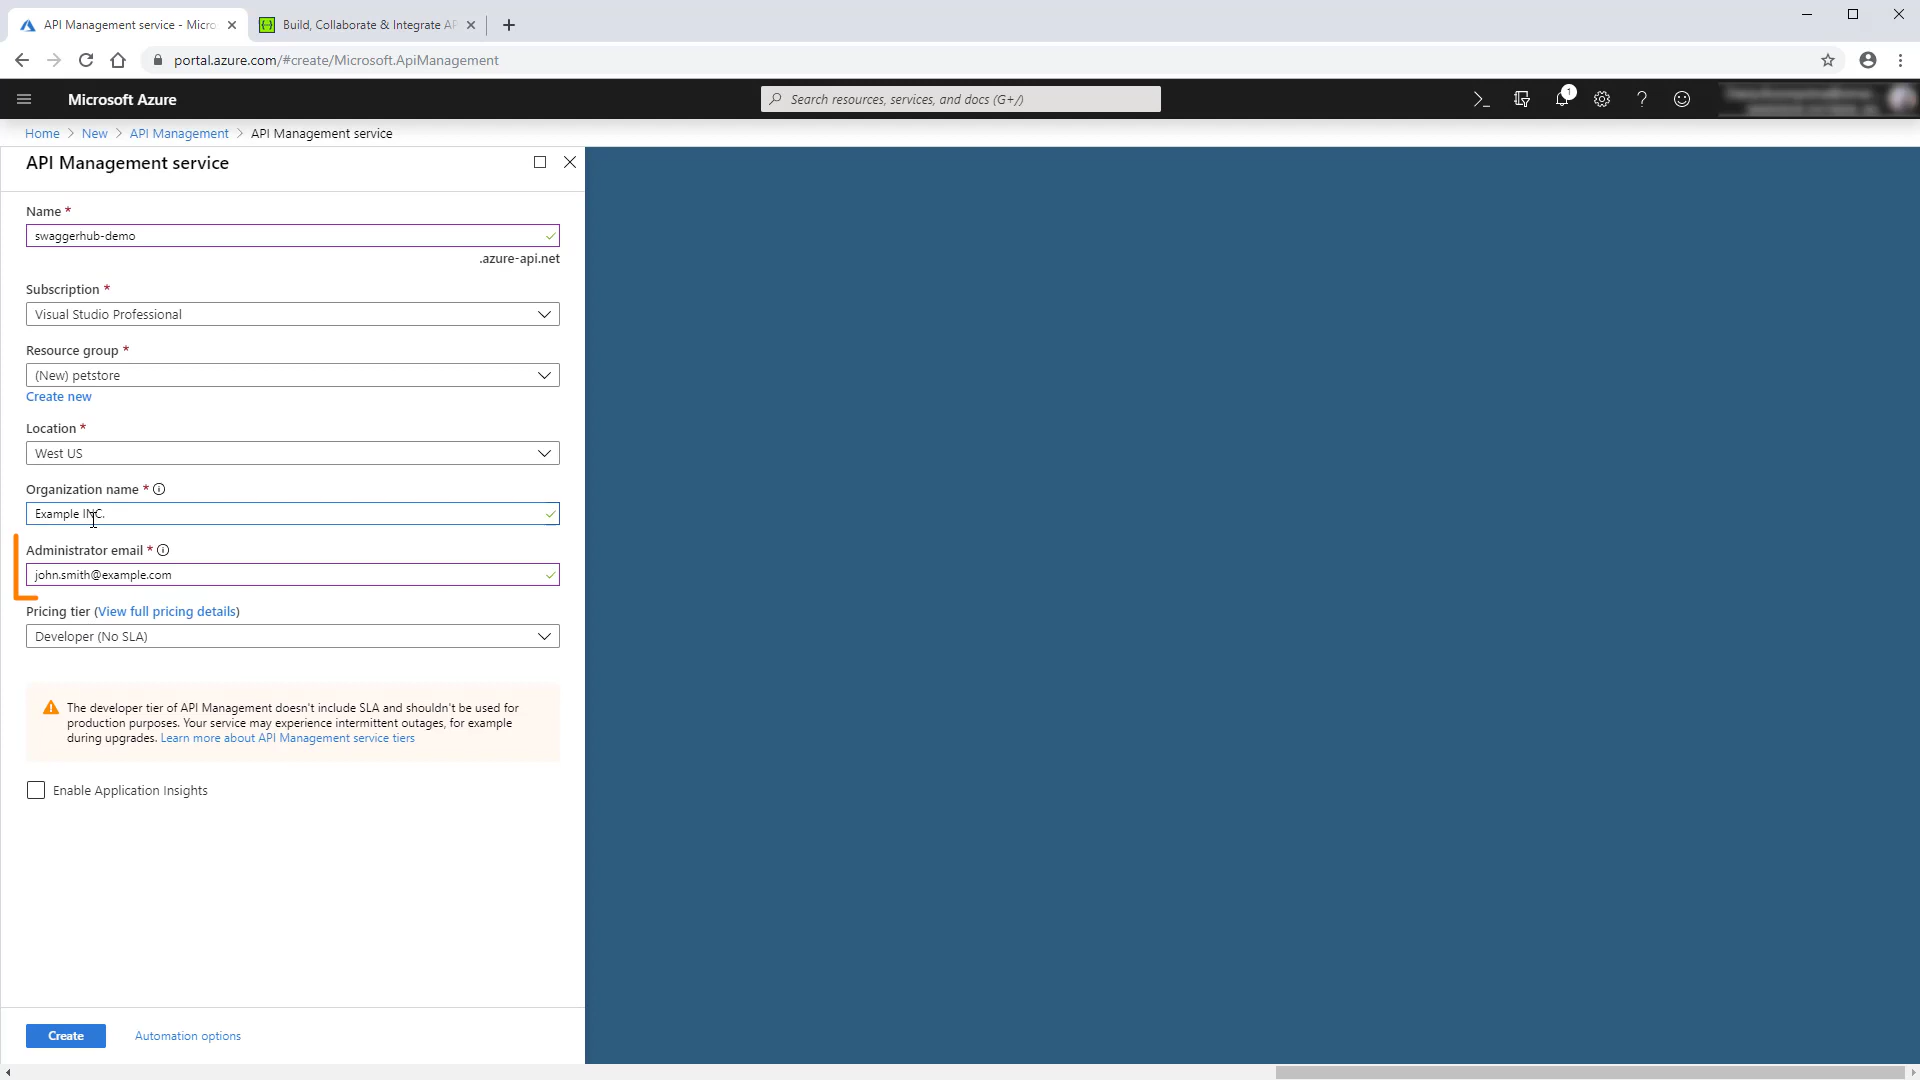 API Management service - Micro
Build, Collaborate & Integrate AP
portal.azure.com/#create/Microsoft.ApiManagement
Microsoft Azure
Search resources, services, and docs (G+/)
1
Home > New > API Management > API Management service
API Management service
Name *
swaggerhub-demo
.azure-api.net
Subscription *
Visual Studio Professional
Resource group *
(New) petstore
Create new
Location *
West US
Organization name *
Example INC.
Administrator email *
john.smith@example.com
Pricing tier (View full pricing details)
Developer (No SLA)
The developer tier of API Management doesn't include SLA and shouldn't be used for
production purposes. Your service may experience intermittent outages, for example
during upgrades. Learn more about API Management service tiers
Enable Application Insights
Create
Automation options